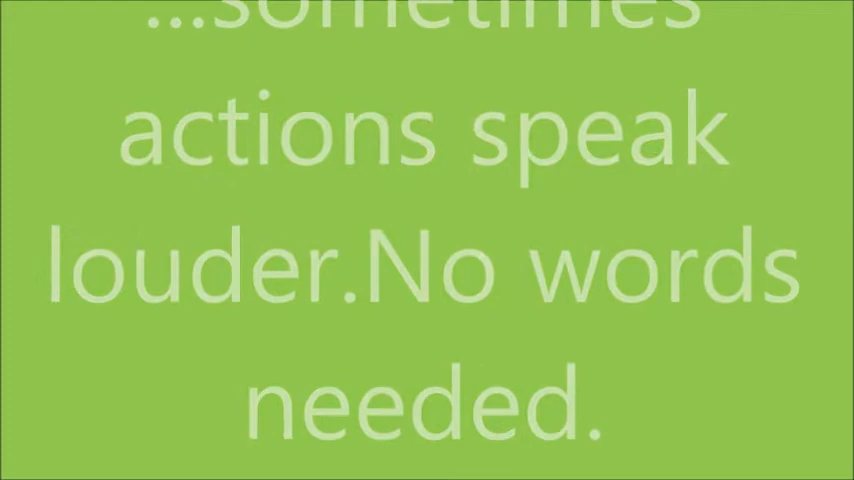 ...sometimes
actions speak
louder.No words
needed.